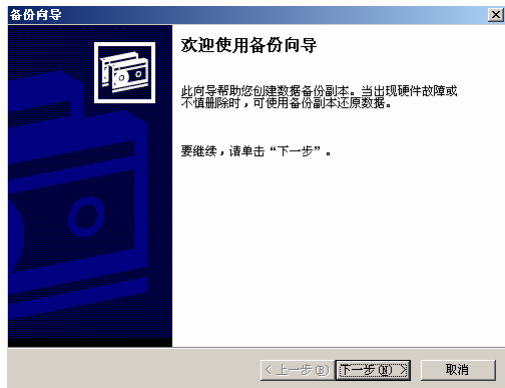 备份向导
欢迎使用备份向导
此向导帮助您创建数据备份副本。当出现硬件故障或
不慎删除时，可使用备份副本还原数据。
要继续，请单击“下一步”。
< 上一步(B) 下一步(N) > 取消